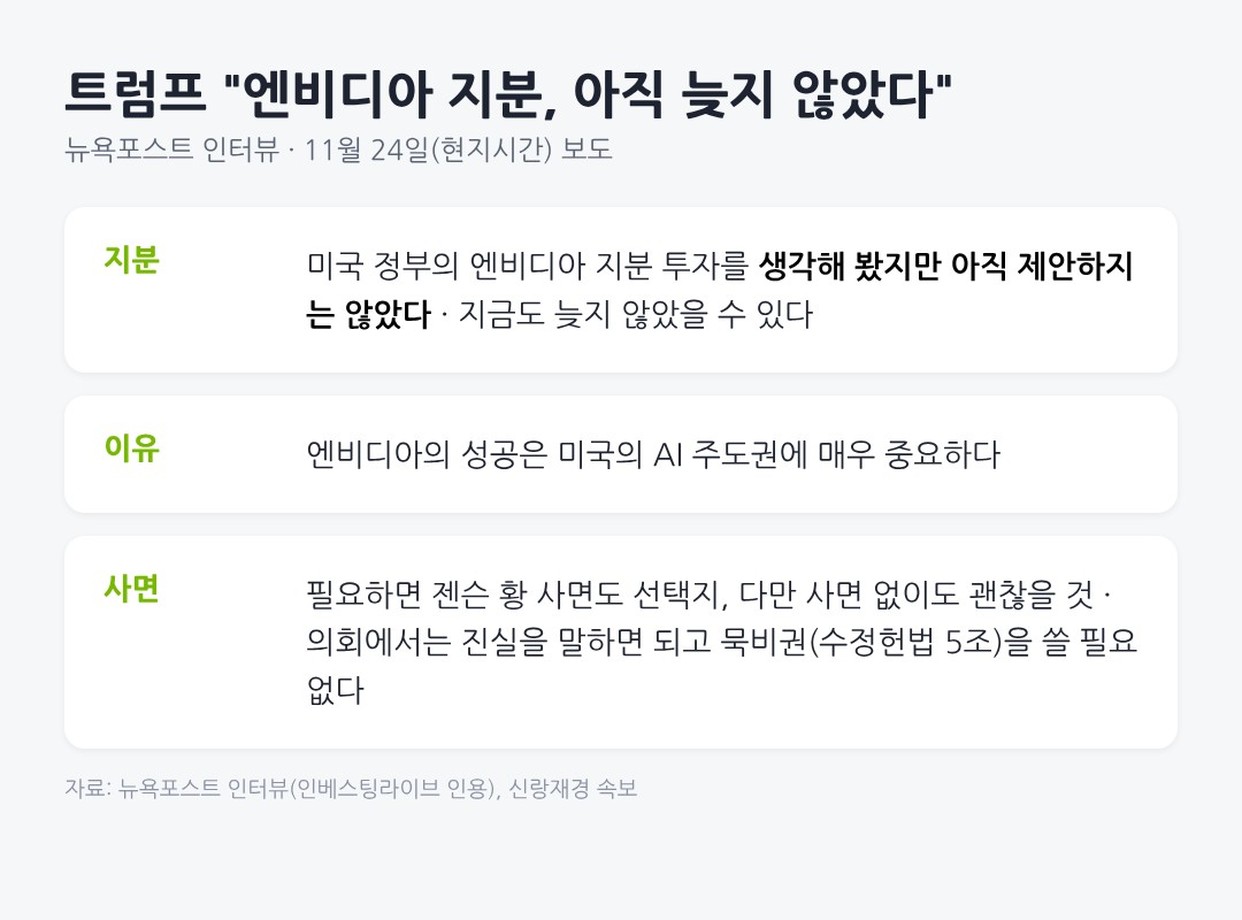 트럼프 "엔비디아 지분, 아직 늦지 않았다"
뉴욕포스트 인터뷰 · 11월 24일(현지시간) 보도
지분
미국 정부의 엔비디아 지분 투자를 생각해 봤지만 아직 제안하지
는 않았다 · 지금도 늦지 않았을 수 있다
이유
엔비디아의 성공은 미국의 AI 주도권에 매우 중요하다
사면
필요하면 젠슨 황 사면도 선택지, 다만 사면 없이도 괜찮을 것 ·
의회에서는 진실을 말하면 되고 묵비권(수정헌법 5조)을 쓸 필요
없다
자료: 뉴욕포스트 인터뷰(인베스팅라이브 인용), 신랑재경 속보